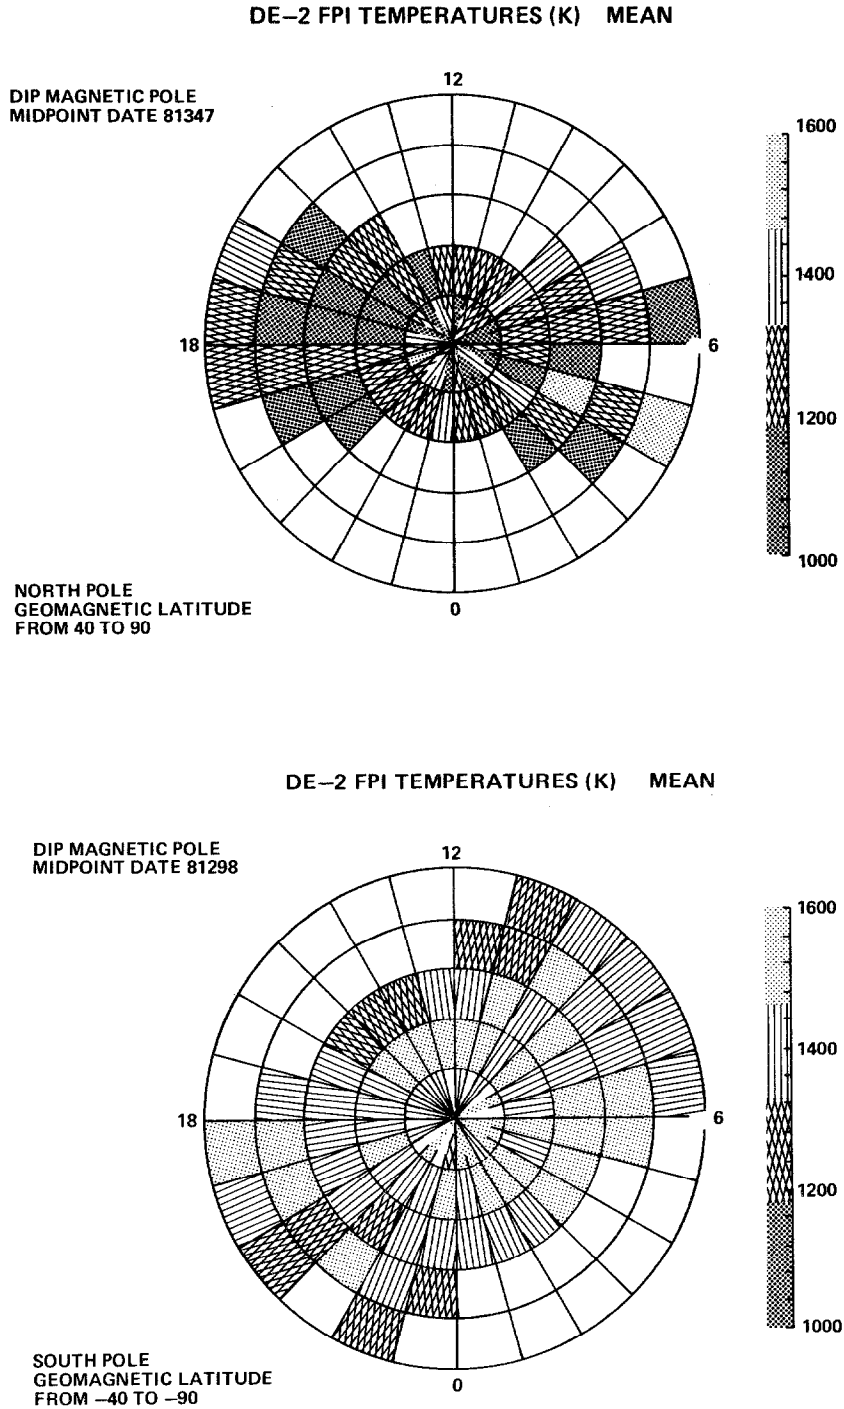 DE—2 FPI TEMPERATURES (K) MEAN
DIP MAGNETIC POLE
MIDPOINT DATE 81347
12
18
6
0
1600
1400
1200
1000
NORTH POLE
GEOMAGNETIC LATITUDE
FROM 40 TO 90
DE—2 FPI TEMPERATURES (K) MEAN
DIP MAGNETIC POLE
MIDPOINT DATE 81298
12
18
6
0
1600
1400
1200
1000
SOUTH POLE
GEOMAGNETIC LATITUDE
FROM —40 TO —90